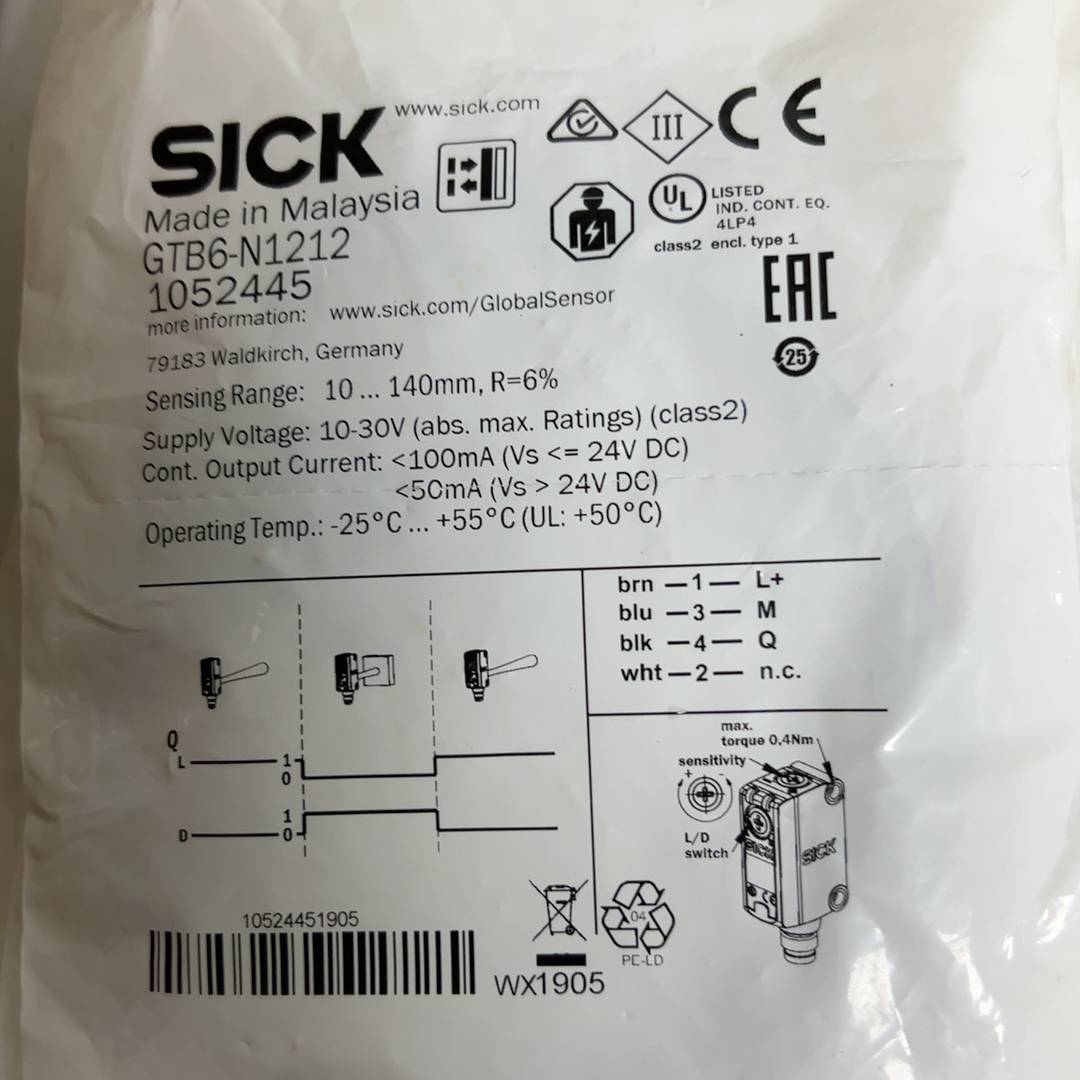 SICK www.sick.com
Made in Malaysia
GTB6-N1212
1052445
more information: www.sick.com/GlobalSensor
79183 Waldkirch, Germany
III
CE
UL LISTED
IND. CONT. EQ.
4LP4
class2 encl. type 1
EAC
25
Sensing Range: 10 ... 140mm, R=6%
Supply Voltage: 10-30V (abs. max. Ratings) (class2)
Cont. Output Current: <100mA (Vs <= 24V DC)
<50mA (Vs > 24V DC)
Operating Temp.: -25°C ... +55°C (UL: +50°C)
brn —1— L+
blu —3— M
blk —4— Q
wht —2— n.c.
Q
L 1
0
1
D 0
max.
torque 0,4Nm
sensitivity
+ -
L/D
switch
SICK
SICK
10524451905
WX1905
04
PE-LD